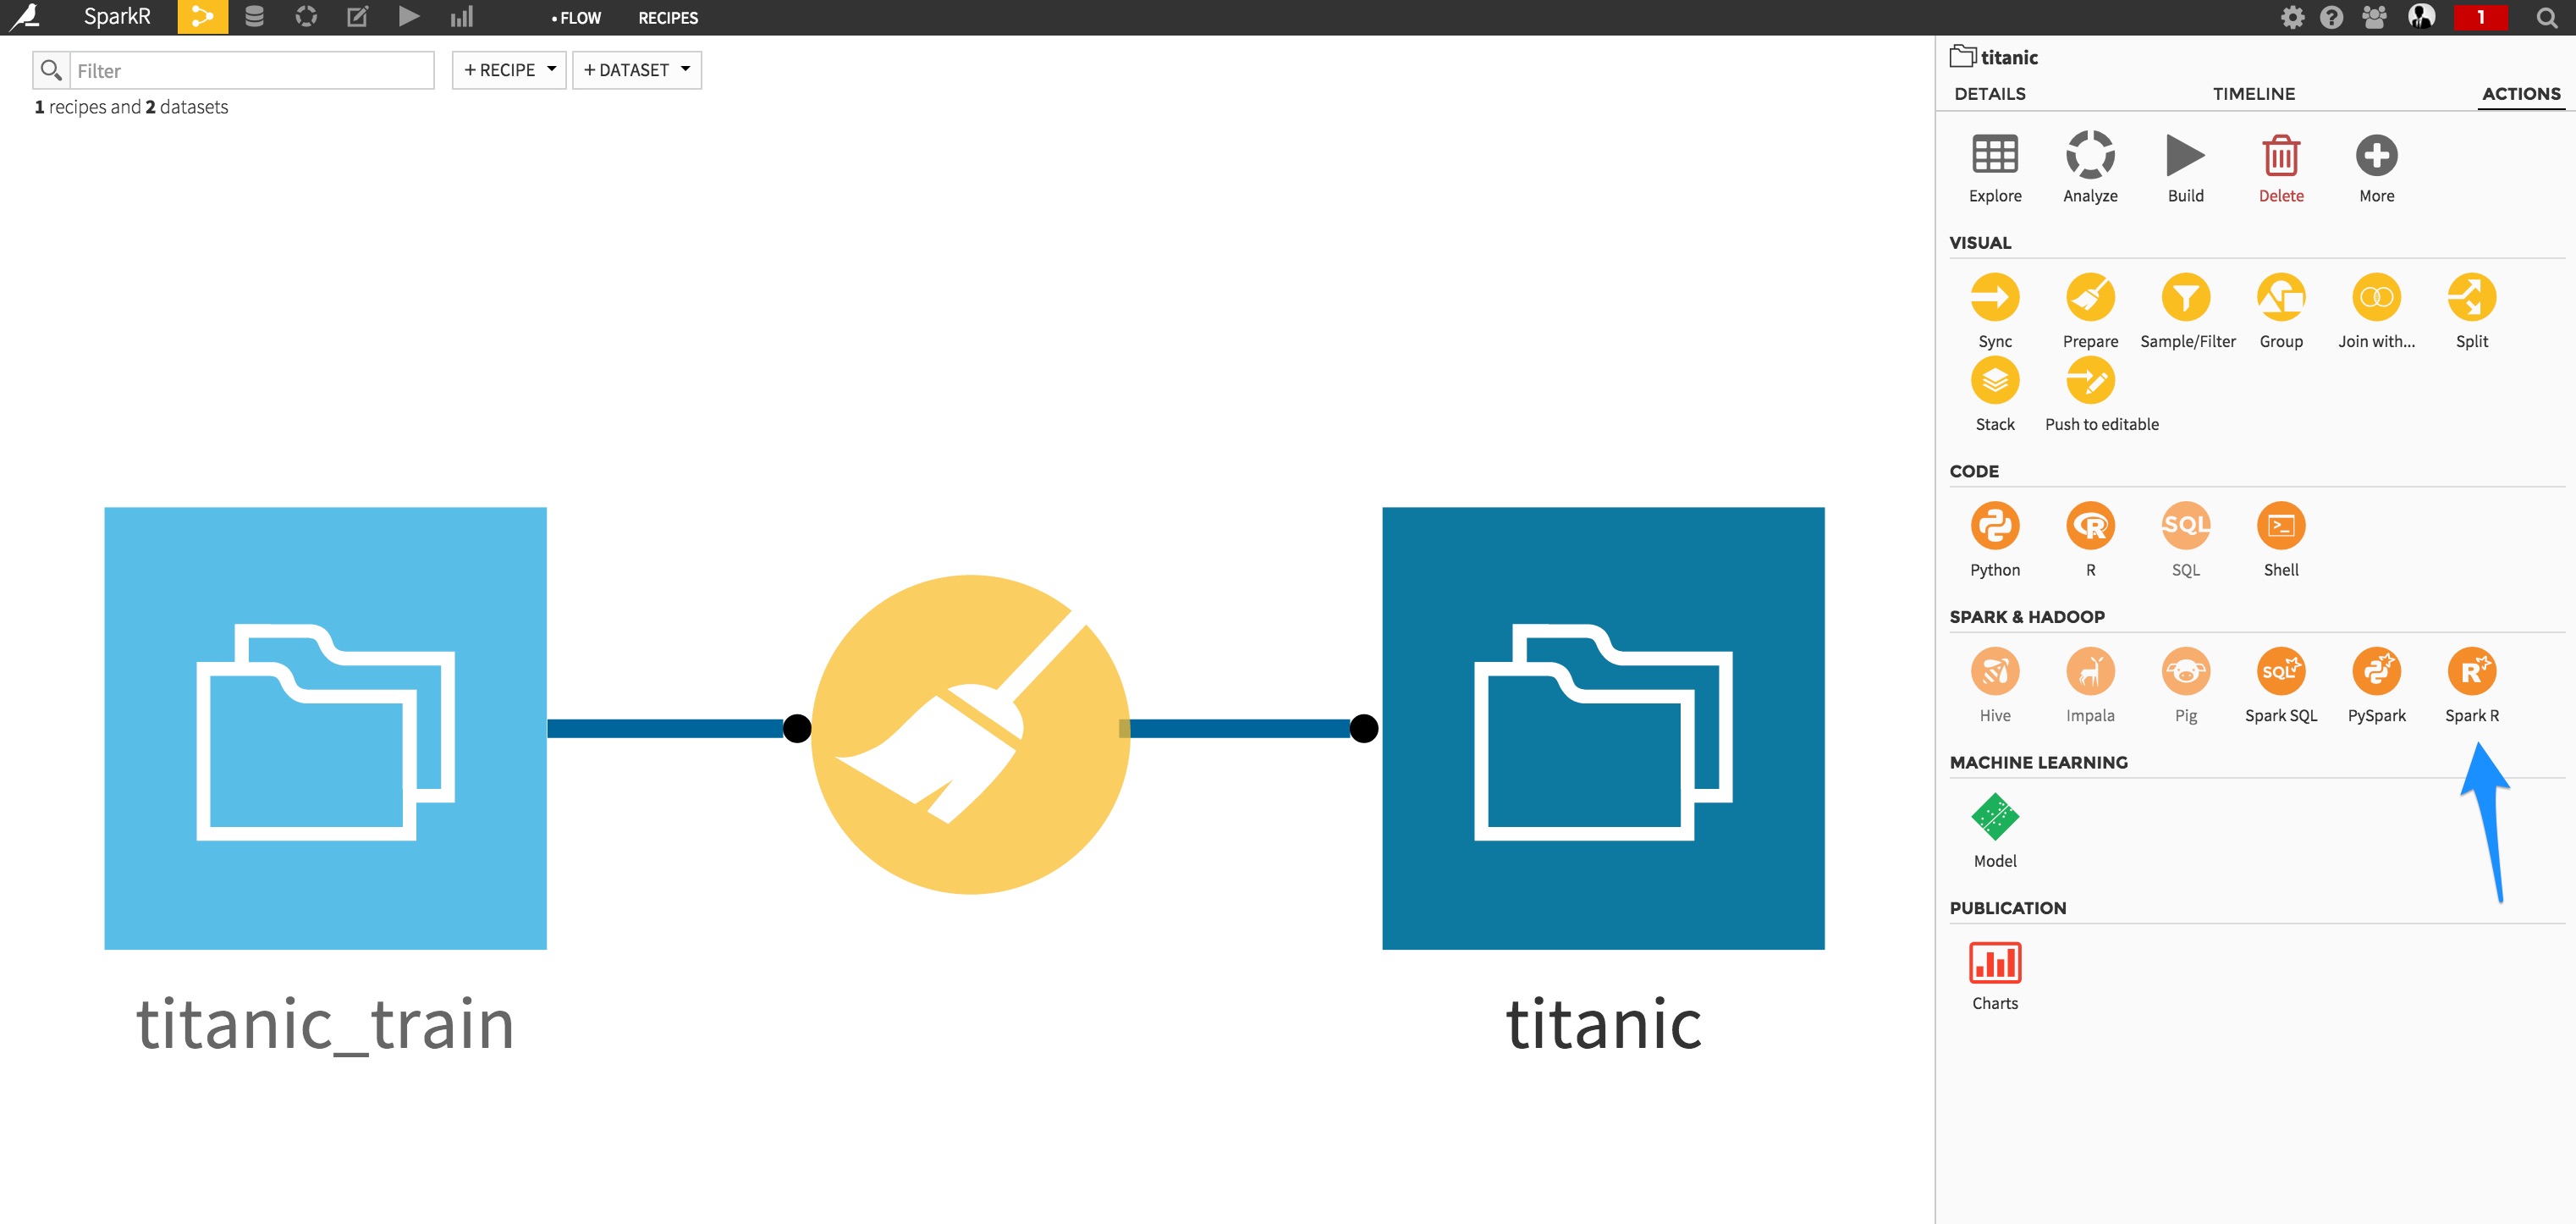 SparkR
• FLOW
RECIPES
1
Filter
+ RECIPE
+ DATASET
1 recipes and 2 datasets
titanic_train
titanic
titanic
DETAILS
TIMELINE
ACTIONS
Explore
Analyze
Build
Delete
More
VISUAL
Sync
Prepare
Sample/Filter
Group
Join with...
Split
Stack
Push to editable
CODE
SQL
Python
R
SQL
Shell
SPARK & HADOOP
SQL
R
Hive
Impala
Pig
Spark SQL
PySpark
Spark R
MACHINE LEARNING
Model
PUBLICATION
Charts